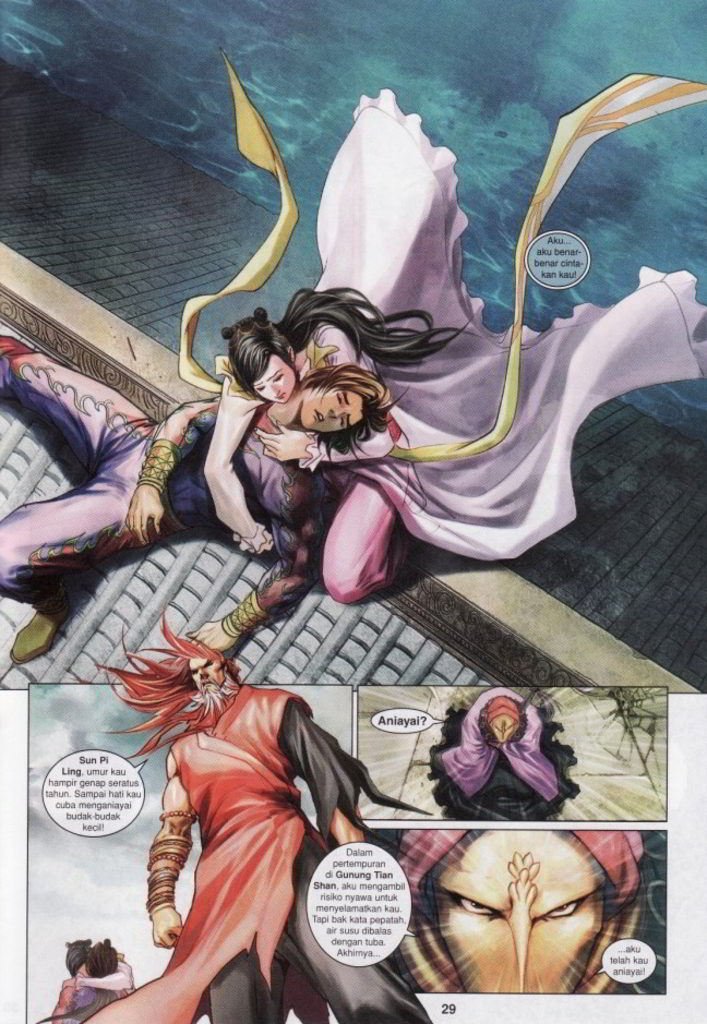 Aku...
aku benar-
benar cinta-
kan kau!
Sun Pi
Ling, umur kau
hampir genap seratus
tahun. Sampai hati kau
cuba menganiayai
budak-budak
kecil!
Aniayai?
Dalam
pertempuran
di Gunung Tian
Shan, aku mengambil
risiko nyawa untuk
menyelamatkan kau.
Tapi bak kata pepatah,
air susu dibalas
dengan tuba.
Akhirnya...
...aku
telah kau
aniayai!
29